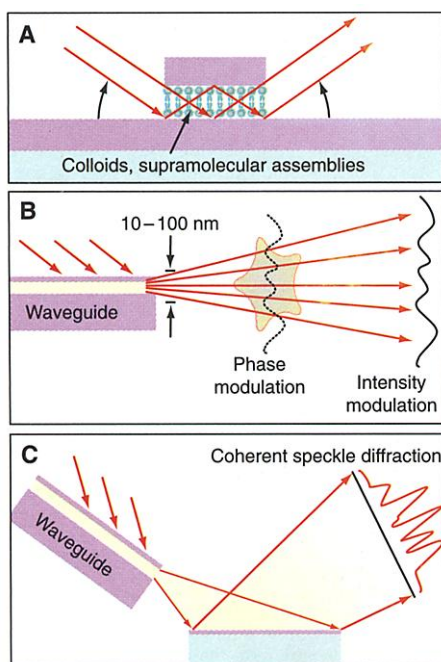 A
Colloids, supramolecular assemblies
B
10–100 nm
Waveguide
Phase
modulation
Intensity
modulation
C
Coherent speckle diffraction
Waveguide